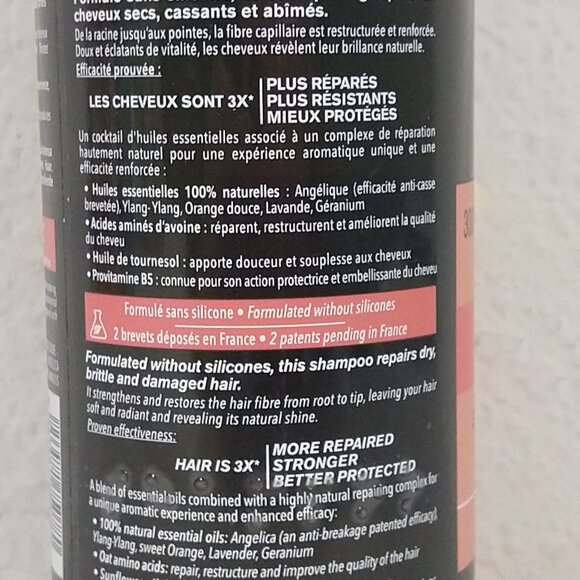 cheveux secs, cassants et abîmés.
De la racine jusqu'aux pointes, la fibre capillaire est restructurée et renforcée.
Doux et éclatants de vitalité, les cheveux révèlent leur brillance naturelle.
Efficacité prouvée :
LES CHEVEUX SONT 3X*
PLUS RÉPARÉS
PLUS RÉSISTANTS
MIEUX PROTÉGÉS
Un cocktail d'huiles essentielles associé à un complexe de réparation
hautement naturel pour une expérience aromatique unique et une
efficacité renforcée :
• Huiles essentielles 100% naturelles : Angélique (efficacité anti-casse
brevetée), Ylang-Ylang, Orange douce, Lavande, Géranium
• Acides aminés d'avoine : réparent, restructurent et améliorent la qualité
du cheveu
• Huile de tournesol : apporte douceur et souplesse aux cheveux
• Provitamine B5 : connue pour son action protectrice et embellissante du cheveu
Formulé sans silicone • Formulated without silicones
2 brevets déposés en France • 2 patents pending in France
Formulated without silicones, this shampoo repairs dry,
brittle and damaged hair.
It strengthens and restores the hair fibre from root to tip, leaving your hair
soft and radiant and revealing its natural shine.
Proven effectiveness:
HAIR IS 3X*
MORE REPAIRED
STRONGER
BETTER PROTECTED
A blend of essential oils combined with a highly natural repairing complex for
a unique aromatic experience and enhanced efficacy:
• 100% natural essential oils: Angelica (an anti-breakage patented efficacy),
Ylang-Ylang, sweet Orange, Lavender, Geranium
• Oat amino acids: repair, restructure and improve the quality of the hair